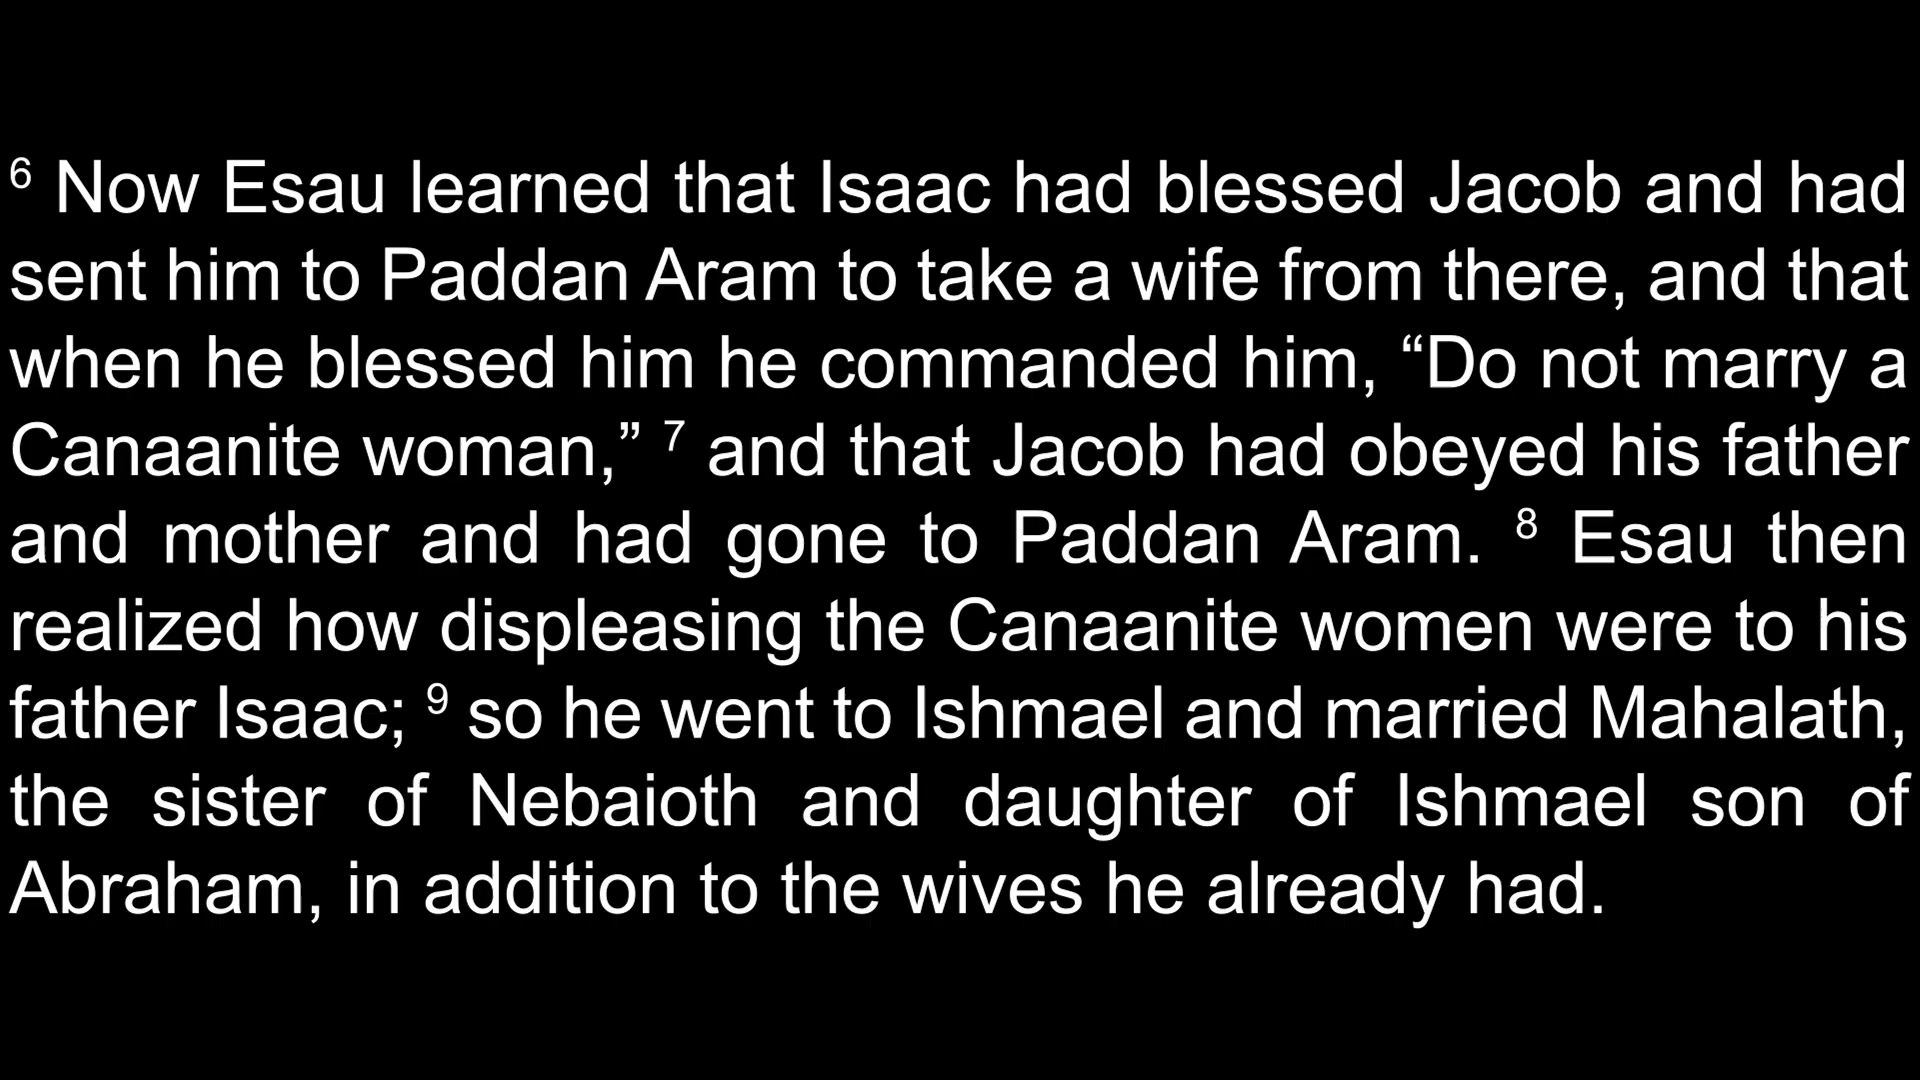 ⁶ Now Esau learned that Isaac had blessed Jacob and had
sent him to Paddan Aram to take a wife from there, and that
when he blessed him he commanded him, “Do not marry a
Canaanite woman,” ⁷ and that Jacob had obeyed his father
and mother and had gone to Paddan Aram. ⁸ Esau then
realized how displeasing the Canaanite women were to his
father Isaac; ⁹ so he went to Ishmael and married Mahalath,
the sister of Nebaioth and daughter of Ishmael son of
Abraham, in addition to the wives he already had.